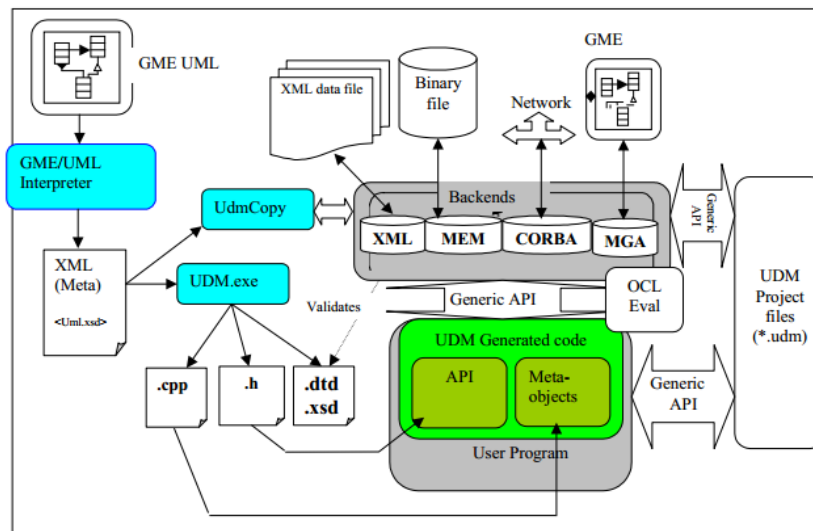 GME UML
GME/UML
Interpreter
XML
(Meta)
<Uml.xsd>
UdmCopy
UDM.exe
.cpp
.h
.dtd
.xsd
XML data file
Binary
file
Network
GME
Backends
XML
MEM
CORBA
MGA
Validates
Generic API
OCL
Eval
UDM Generated code
API
Meta-
objects
User Program
Generic
API
Generic
API
UDM
Project
files
(*.udm)